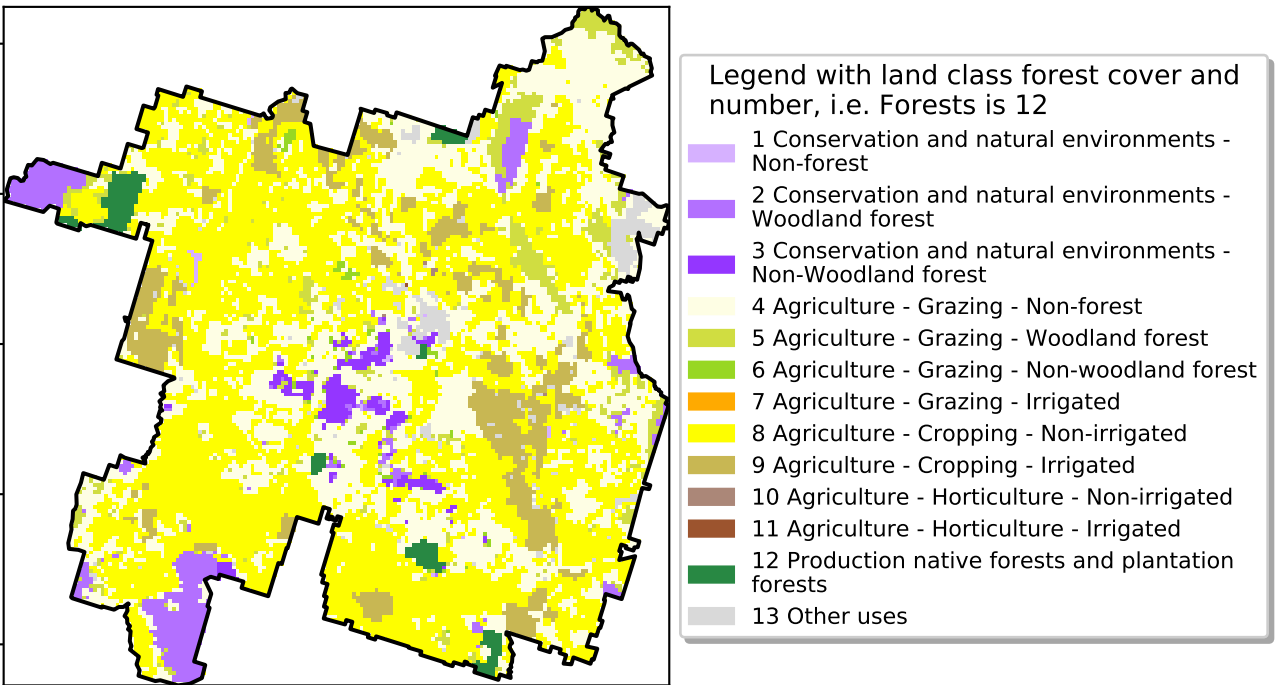 Legend with land class forest cover and
number, i.e. Forests is 12
1 Conservation and natural environments -
Non-forest
2 Conservation and natural environments -
Woodland forest
3 Conservation and natural environments -
Non-Woodland forest
4 Agriculture - Grazing - Non-forest
5 Agriculture - Grazing - Woodland forest
6 Agriculture - Grazing - Non-woodland forest
7 Agriculture - Grazing - Irrigated
8 Agriculture - Cropping - Non-irrigated
9 Agriculture - Cropping - Irrigated
10 Agriculture - Horticulture - Non-irrigated
11 Agriculture - Horticulture - Irrigated
12 Production native forests and plantation
forests
13 Other uses